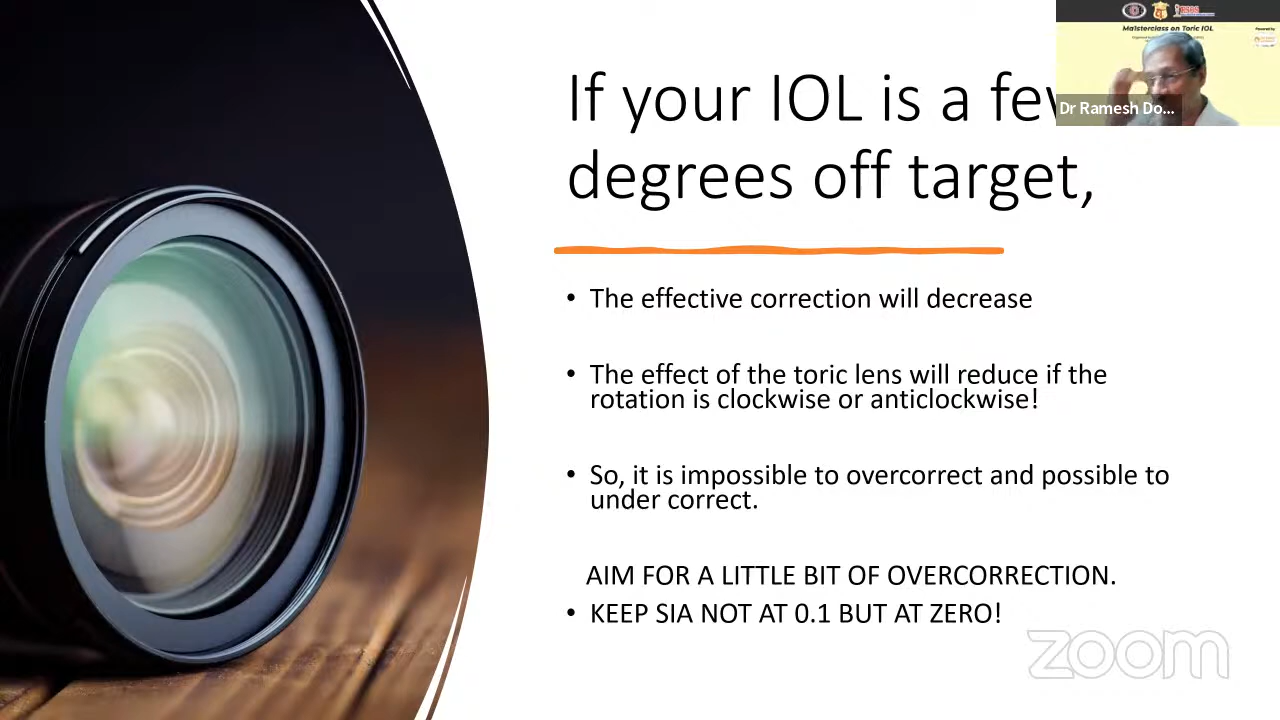 If your IOL is a few
degrees off target,
• The effective correction will decrease
• The effect of the toric lens will reduce if the
rotation is clockwise or anticlockwise!
• So, it is impossible to overcorrect and possible to
under correct.
AIM FOR A LITTLE BIT OF OVERCORRECTION.
• KEEP SIA NOT AT 0.1 BUT AT ZERO!
Masterclass on Toric IOL
Dr Ramesh Do...
zoom